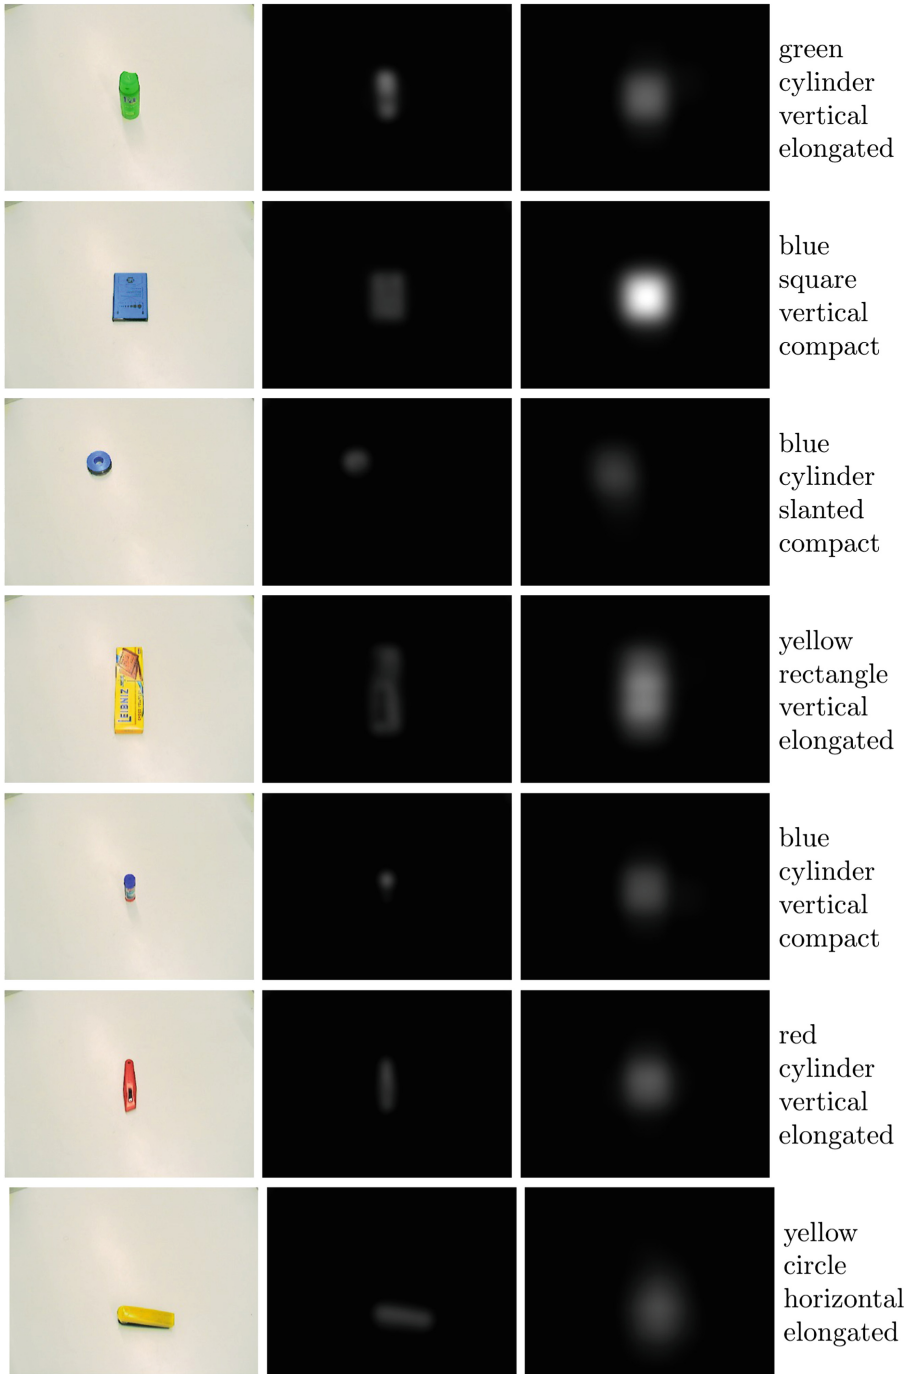 green
cylinder
vertical
elongated
blue
square
vertical
compact
blue
cylinder
slanted
compact
LEIBNIZ
yellow
rectangle
vertical
elongated
blue
cylinder
vertical
compact
red
cylinder
vertical
elongated
yellow
circle
horizontal
elongated